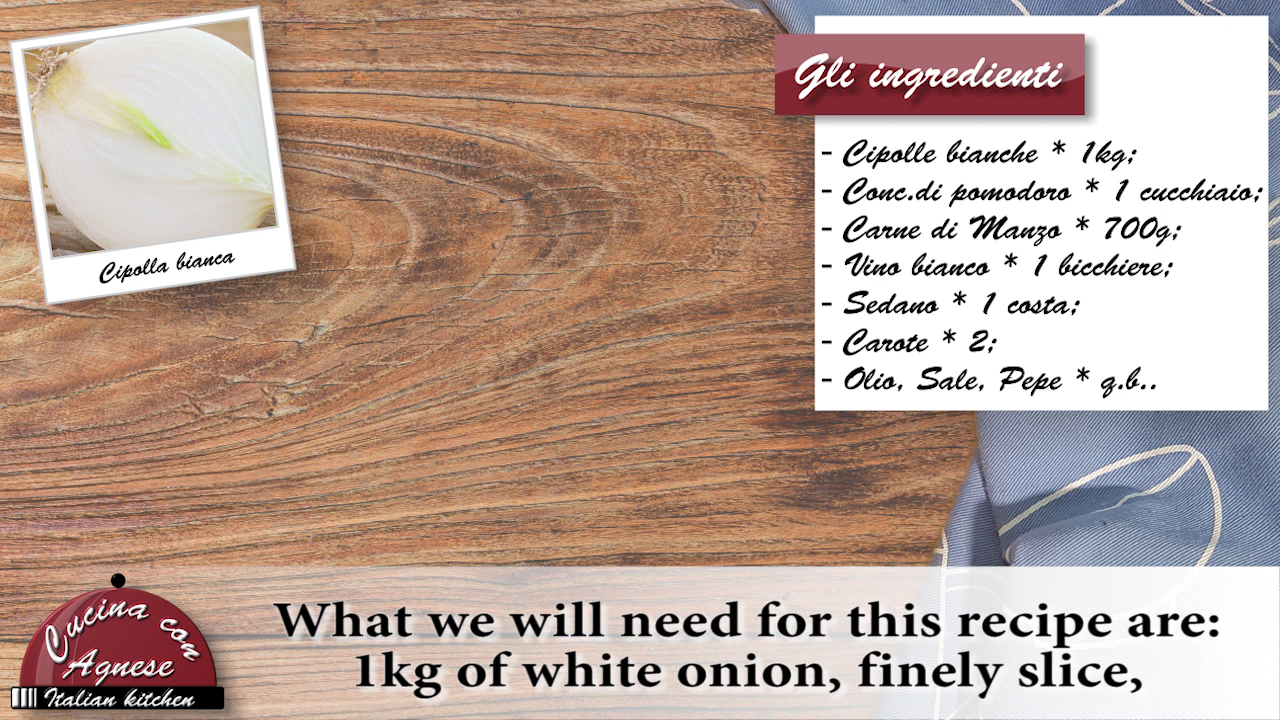 Cipolla bianca
Gli ingredienti
- Cipolle bianche * 1kg;
- Conc.di pomodoro * 1 cucchiaio;
- Carne di Manzo * 700g;
- Vino bianco * 1 bicchiere;
- Sedano * 1 costa;
- Carote * 2;
- Olio, Sale, Pepe * q.b..
What we will need for this recipe are:
1kg of white onion, finely slice,
Cucina con
Agnese
Italian kitchen